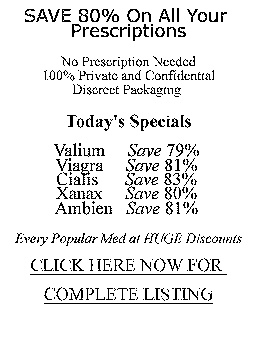 SAVE 80% On All Your
Prescriptions
No Prescription Needed
100% Private and Confidential
Discreet Packaging
Today's Specials
Valium Save 79%
Viagra Save 81%
Cialis Save 83%
Xanax Save 80%
Ambien Save 81%
Every Popular Med at HUGE Discounts
CLICK HERE NOW FOR
COMPLETE LISTING